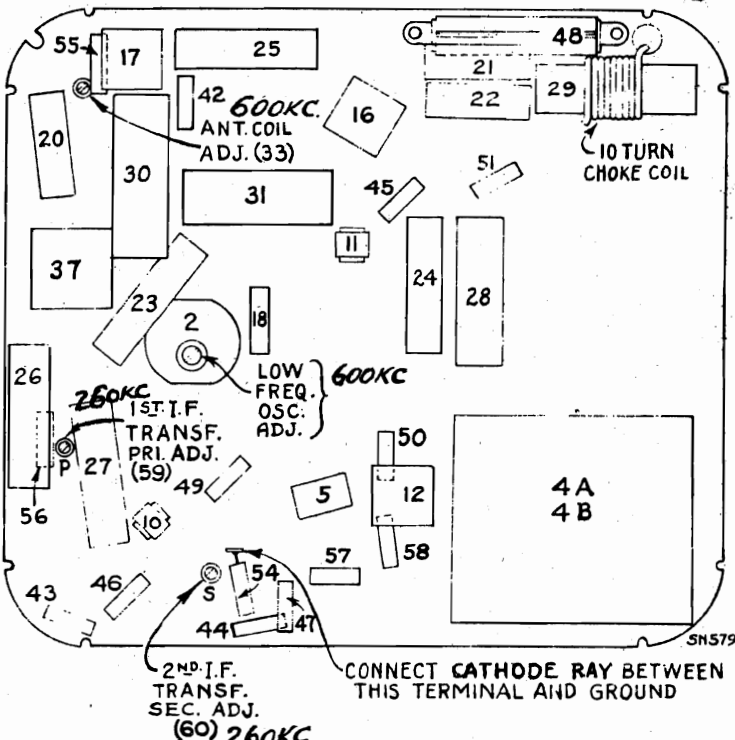 55
17
25
48
21
22
29
42
600KC.
ANT. COIL
ADJ. (33)
16
20
30
10 TURN
CHOKE COIL
51
45
31
11
37
24
28
23
2
18
LOW
FREQ.
OSC.
ADJ.
600KC
26
260KC
1ST. I.F.
TRANSF.
PRI. ADJ.
(59)
P
27
56
50
49
5
12
4A
4B
10
58
57
54
S
43
46
44
47
SN579
2ND. I.F.
TRANSF.
SEC. ADJ.
(60) 260KC
CONNECT CATHODE RAY BETWEEN
THIS TERMINAL AND GROUND